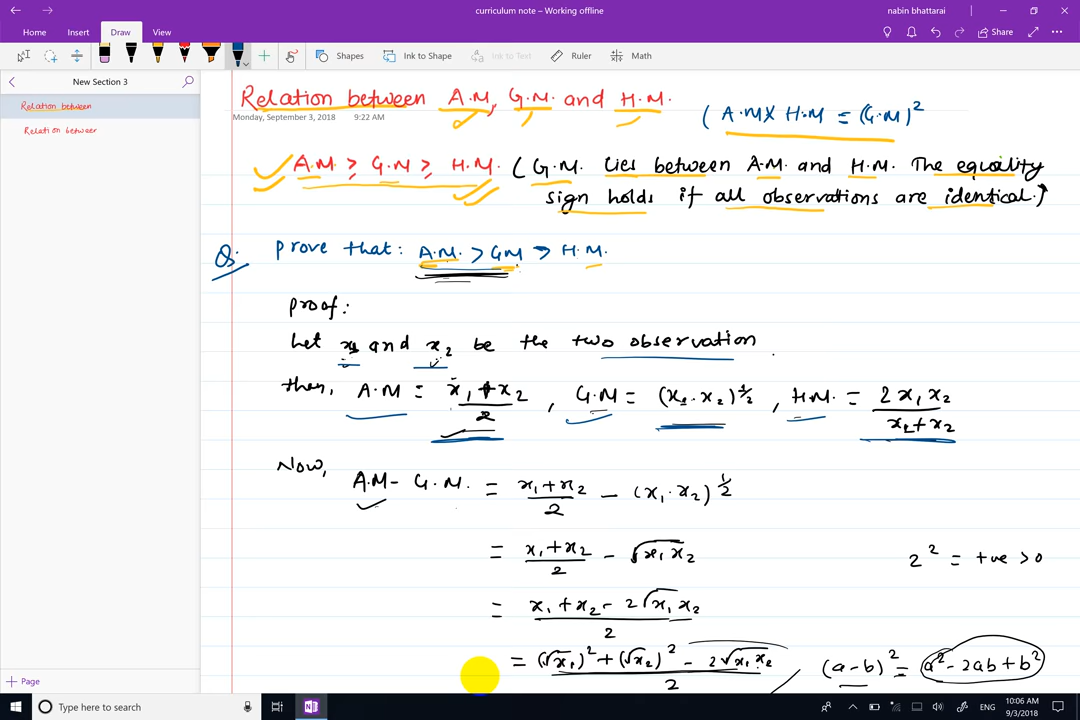 curriculum note – Working offline
nabin bhattarai
Home Insert Draw View
Share
Shapes Ink to Shape Ink to Text Ruler Math
New Section 3
Relation between
Relation between
Relation between A.M, G.M. and H.M.
Monday, September 3, 2018 9:22 AM
( A.M X H.M = (G.M)²
A.M. ≥ G.M ≥ H.M. ( G.M. lies between A.M. and H.M. The equality
sign holds if all observations are identical.)
Q: Prove that: A.M. > G.M > H.M.
Proof:
Let x₁ and x₂ be the two observation.
then, A.M = x₁ + x₂ / 2 , G.M = (x₁ . x₂)^½ , H.M. = 2x₁x₂ / x₁+x₂
Now, A.M – G.M. = x₁+x₂ / 2 – (x₁ . x₂)^½
= x₁+x₂ / 2 – √x₁x₂
2² = +ve >0
= x₁ + x₂ – 2√x₁x₂ / 2
= (√x₁)² + (√x₂)² – 2√x₁x₂ / 2
(a–b)² = a² – 2ab + b²
+ Page
Type here to search
ENG
10:06 AM
9/3/2018